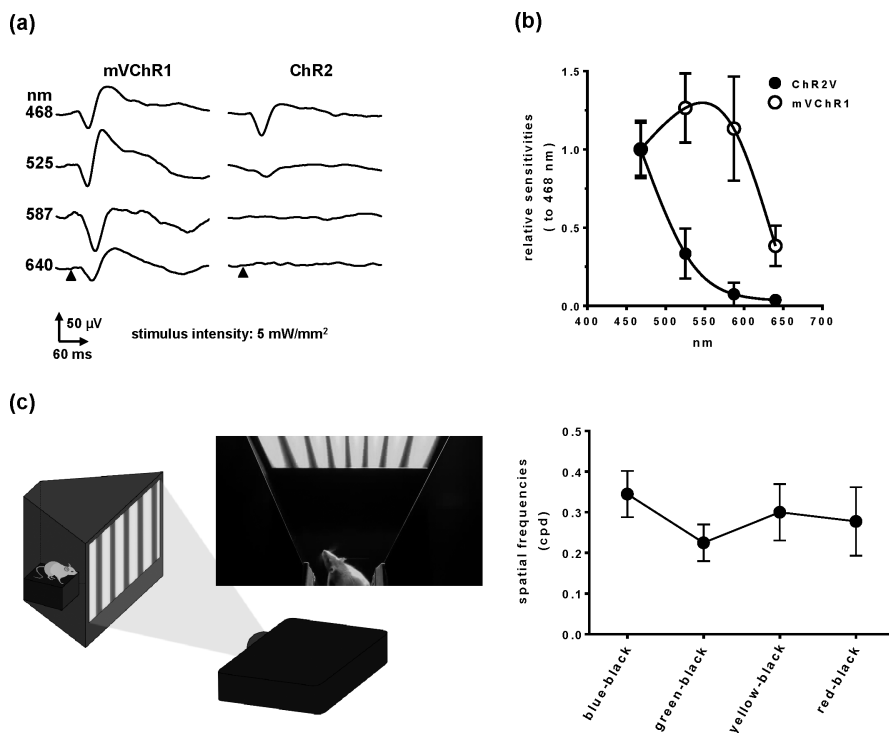 (a)
mVChR1 ChR2
nm
468
525
587
640
50 µV
60 ms
stimulus intensity: 5 mW/mm²
(b)
ChR2V
mVChR1
relative sensitivities
( to 468 nm )
1.5
1.0
0.5
0.0
400 450 500 550 600 650 700
nm
(c)
spatial frequencies
(cpd)
0.5
0.4
0.3
0.2
0.1
0.0
blue-black
green-black
yellow-black
red-black